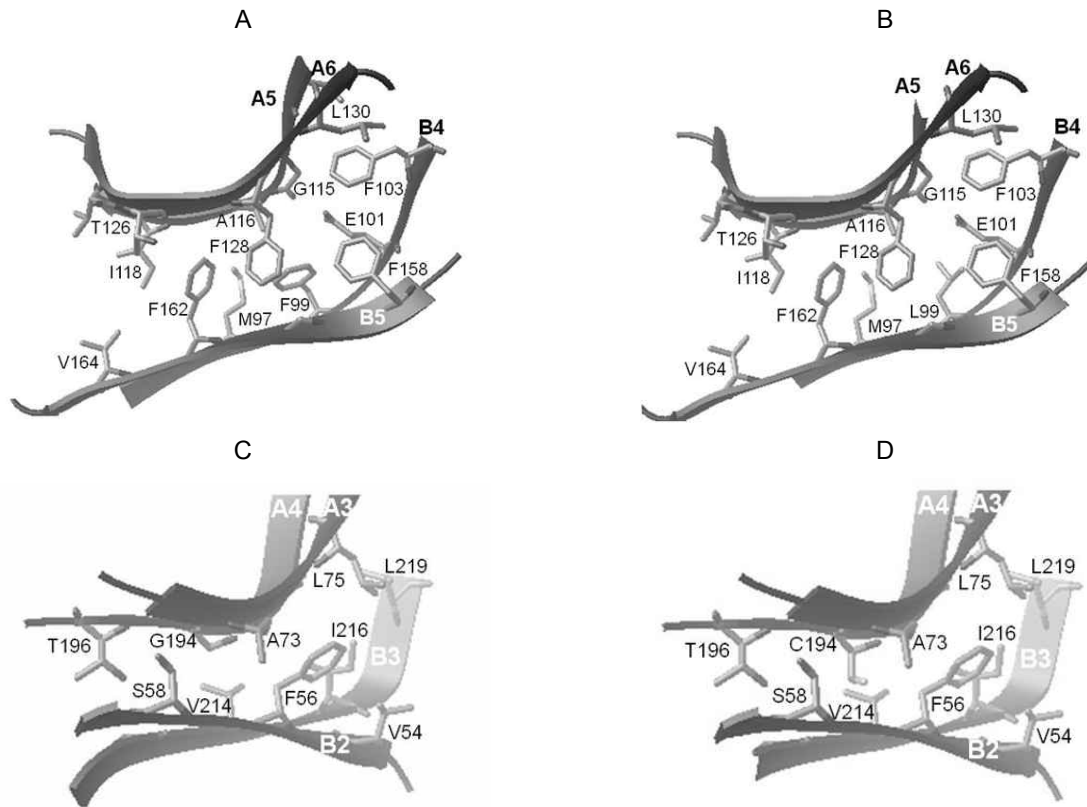 A
B
A6
A5
L130
B4
G115
F103
E101
A116
T126
F128
I118
F158
F99
F162
M97
B5
V164
A6
A5
L130
B4
G115
F103
E101
A116
T126
F128
I118
F158
L99
F162
M97
B5
V164
C
D
A4
A3
L75
L219
G194
A73
T196
I216
B3
S58
V214
F56
V54
B2
A4
A3
L75
L219
C194
A73
T196
I216
B3
S58
V214
F56
V54
B2